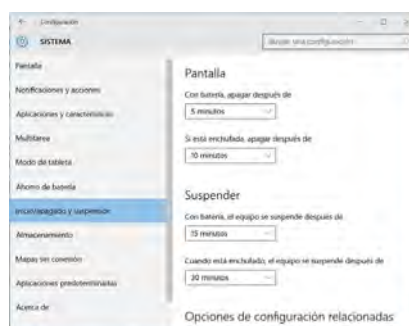 Configuración
SISTEMA
Buscar una configuración
Pantalla
Notificaciones y acciones
Aplicaciones y características
Multitarea
Modo de tableta
Ahorro de batería
Inicio/apagado y suspensión
Almacenamiento
Mapas sin conexión
Aplicaciones predeterminadas
Acerca de
Pantalla
Con batería, apagar después de
5 minutos
Si está enchufado, apagar después de
10 minutos
Suspender
Con batería, el equipo se suspende después de
15 minutos
Cuando está enchufado, el equipo se suspende después de
30 minutos
Opciones de configuración relacionadas